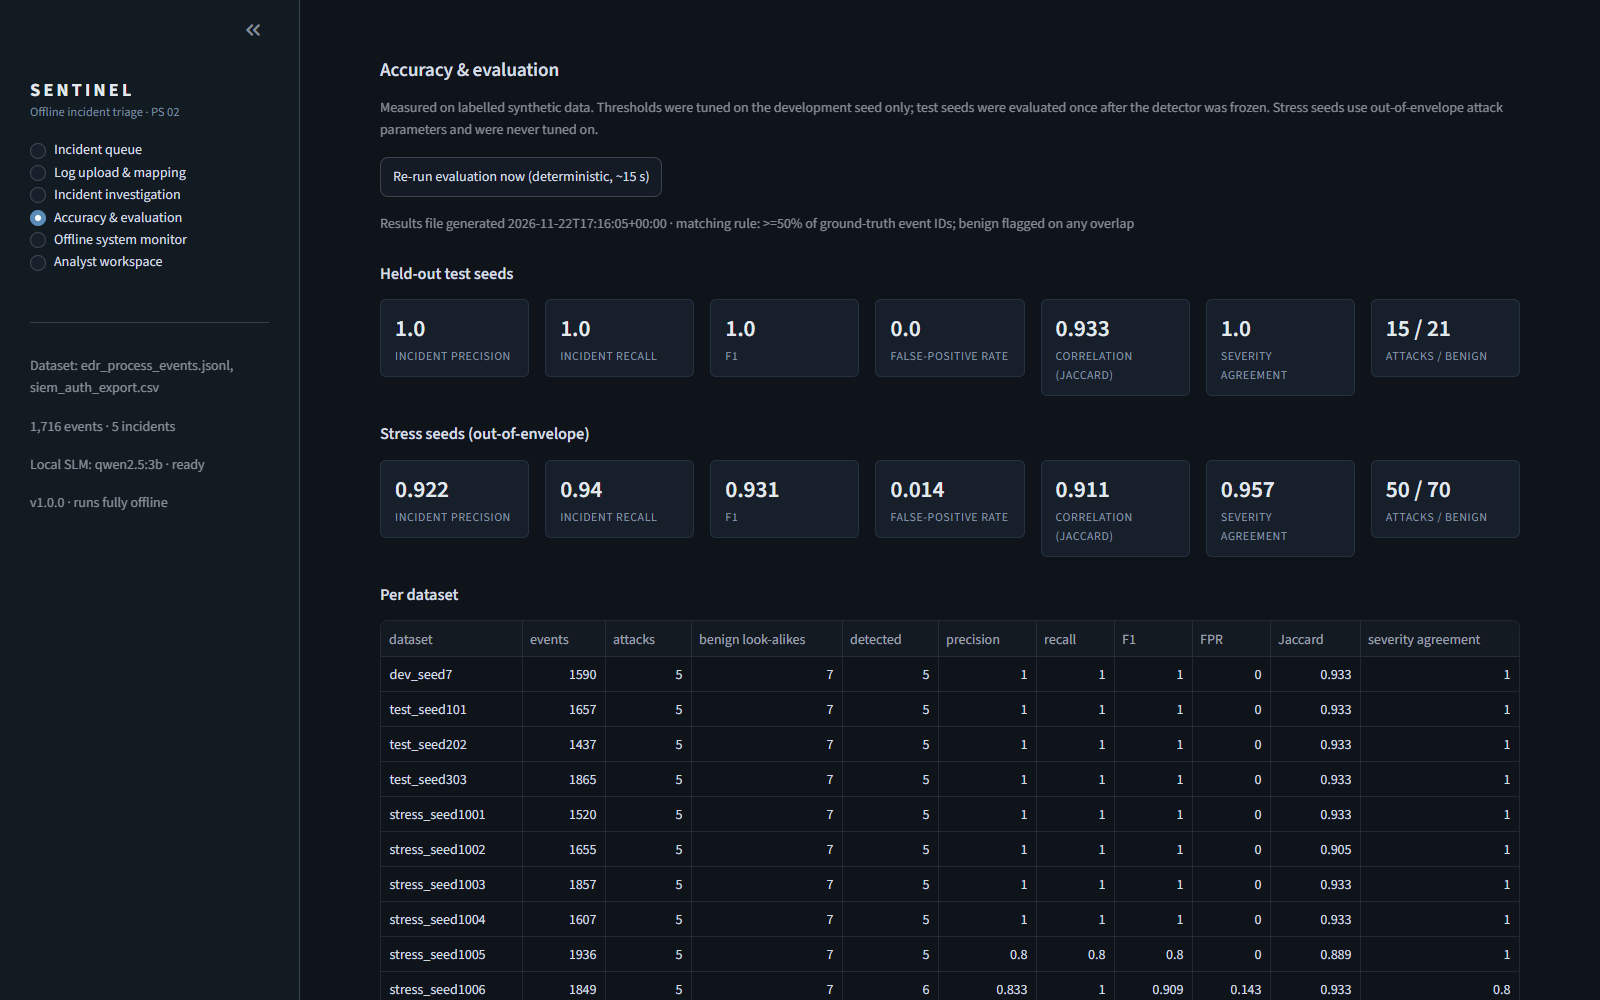 SENTINEL
Offline incident triage · PS 02
Incident queue
Log upload & mapping
Incident investigation
Accuracy & evaluation
Offline system monitor
Analyst workspace
Dataset: edr_process_events.jsonl,
siem_auth_export.csv
1,716 events · 5 incidents
Local SLM: qwen2.5:3b · ready
v1.0.0 · runs fully offline
Accuracy & evaluation
Measured on labelled synthetic data. Thresholds were tuned on the development seed only; test seeds were evaluated once after the detector was frozen. Stress seeds use out-of-envelope attack
parameters and were never tuned on.
Re-run evaluation now (deterministic, ~15 s)
Results file generated 2026-11-22T17:16:05+00:00 · matching rule: >=50% of ground-truth event IDs; benign flagged on any overlap
Held-out test seeds
1.0 1.0 1.0 0.0 0.933 1.0 15 / 21
INCIDENT PRECISION INCIDENT RECALL F1 FALSE-POSITIVE RATE CORRELATION SEVERITY ATTACKS / BENIGN
(JACCARD) AGREEMENT
Stress seeds (out-of-envelope)
0.922 0.94 0.931 0.014 0.911 0.957 50 / 70
INCIDENT PRECISION INCIDENT RECALL F1 FALSE-POSITIVE RATE CORRELATION SEVERITY ATTACKS / BENIGN
(JACCARD) AGREEMENT
Per dataset
dataset events attacks benign look-alikes detected precision recall F1 FPR Jaccard severity agreement
dev_seed7 1590 5 7 5 1 1 1 0 0.933 1
test_seed101 1657 5 7 5 1 1 1 0 0.933 1
test_seed202 1437 5 7 5 1 1 1 0 0.933 1
test_seed303 1865 5 7 5 1 1 1 0 0.933 1
stress_seed1001 1520 5 7 5 1 1 1 0 0.933 1
stress_seed1002 1655 5 7 5 1 1 1 0 0.905 1
stress_seed1003 1857 5 7 5 1 1 1 0 0.933 1
stress_seed1004 1607 5 7 5 1 1 1 0 0.933 1
stress_seed1005 1936 5 7 5 0.8 0.8 0.8 0 0.889 1
stress_seed1006 1849 5 7 6 0.833 1 0.909 0.143 0.933 0.8